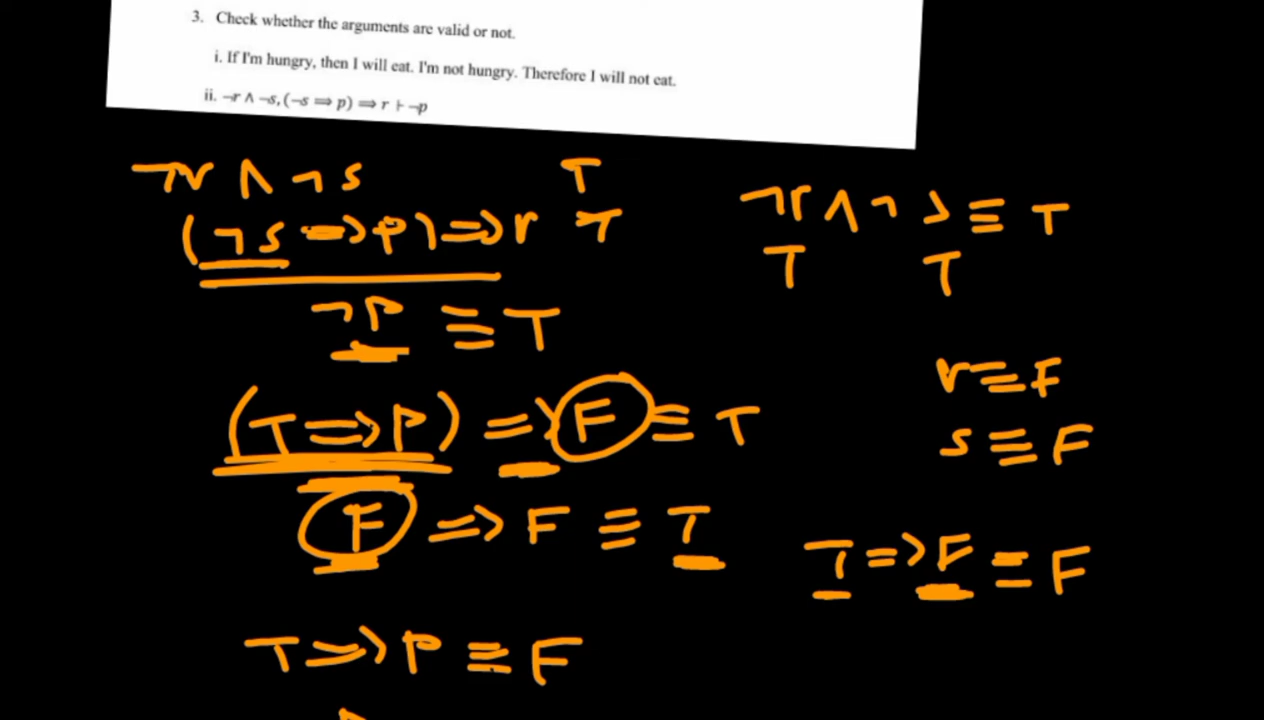 3. Check whether the arguments are valid or not.
i. If I'm hungry, then I will eat. I'm not hungry. Therefore I will not eat.
ii. ¬r ∧ ¬s, (¬s ⟹ p) ⟹ r ⊢ ¬p
¬r ∧ ¬s T
(¬s ⟹ p) ⟹ r T
¬p ≡ T
(T ⟹ p) ⟹ F ≡ T
F ⟹ F ≡ T
T ⟹ p ≡ F
¬r ∧ ¬s ≡ T
T T
r ≡ F
s ≡ F
T ⟹ F ≡ F